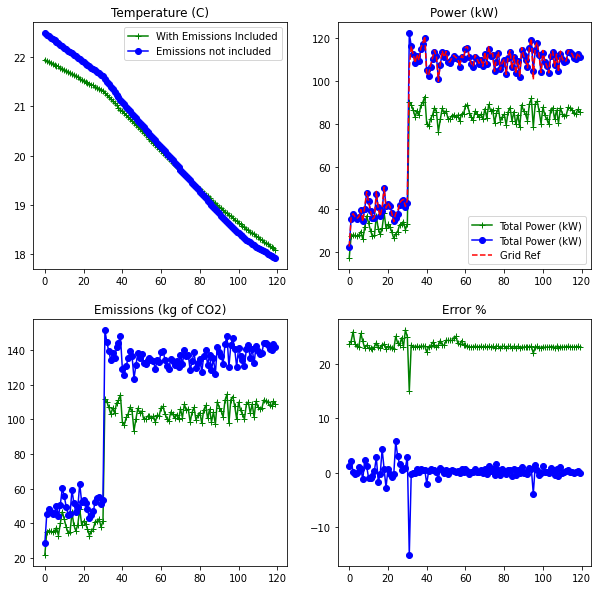 Temperature (C)
22
21
20
19
18
0 20 40 60 80 100 120
With Emissions Included
Emissions not included
Power (kW)
120
100
80
60
40
20
0 20 40 60 80 100 120
Total Power (kW)
Total Power (kW)
Grid Ref
Emissions (kg of CO2)
140
120
100
80
60
40
20
0 20 40 60 80 100 120
Error %
20
10
0
−10
0 20 40 60 80 100 120